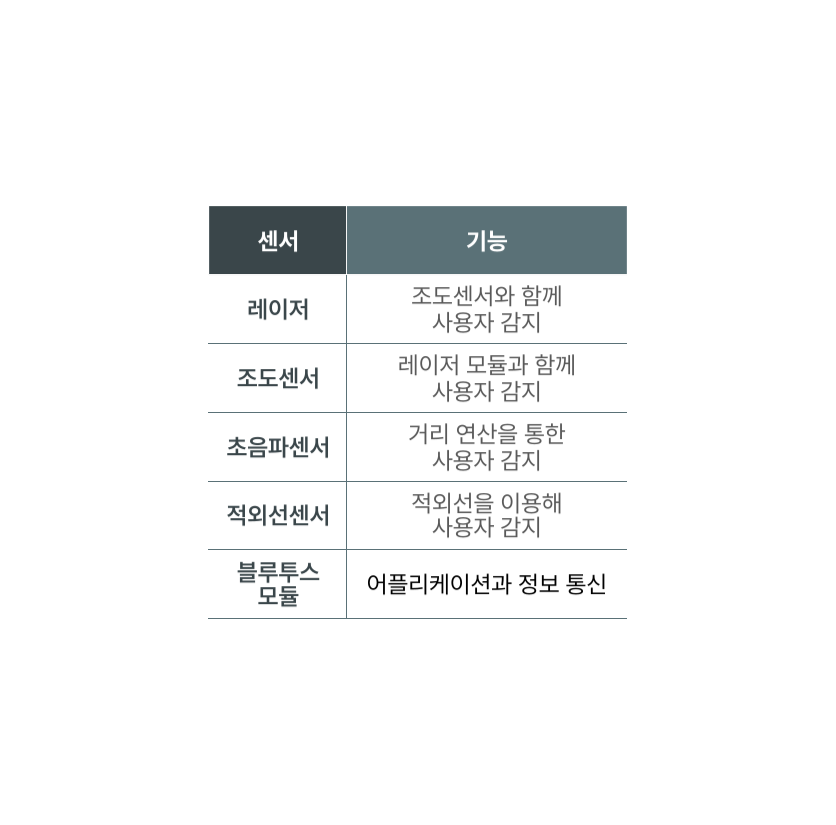 센서
기능
레이저
조도센서와 함께
사용자 감지
조도센서
레이저 모듈과 함께
사용자 감지
초음파센서
거리 연산을 통한
사용자 감지
적외선센서
적외선을 이용해
사용자 감지
블루투스
모듈
어플리케이션과 정보 통신